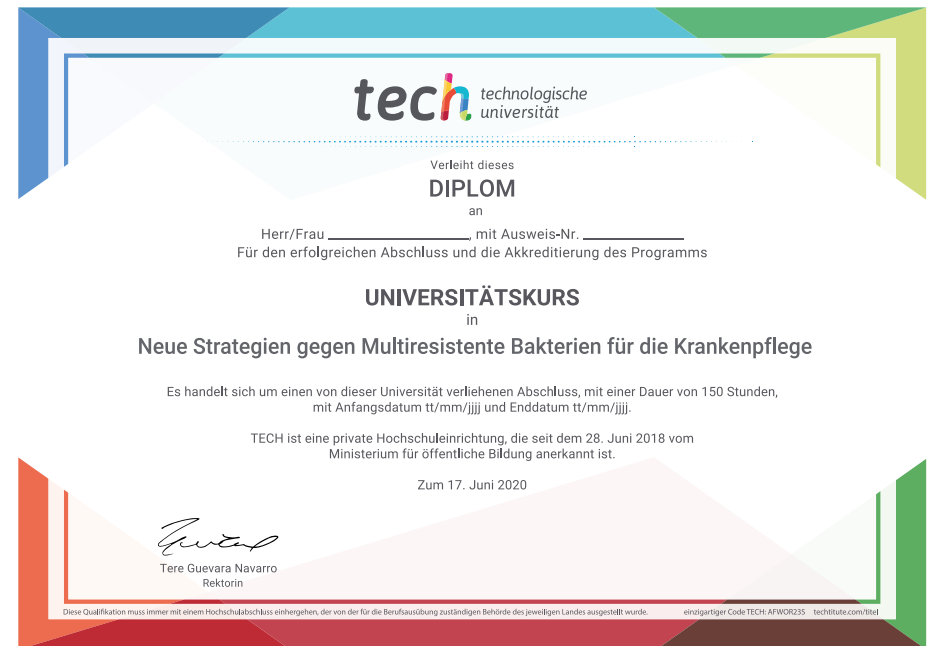 tech technologische
universität
Verleiht dieses
DIPLOM
an
Herr/Frau ____________________, mit Ausweis-Nr. ______________
Für den erfolgreichen Abschluss und die Akkreditierung des Programms
UNIVERSITÄTSKURS
in
Neue Strategien gegen Multiresistente Bakterien für die Krankenpflege
Es handelt sich um einen von dieser Universität verliehenen Abschluss, mit einer Dauer von 150 Stunden,
mit Anfangsdatum tt/mm/jjjj und Enddatum tt/mm/jjjj.
TECH ist eine private Hochschuleinrichtung, die seit dem 28. Juni 2018 vom
Ministerium für öffentliche Bildung anerkannt ist.
Zum 17. Juni 2020
Tere Guevara Navarro
Rektorin
Diese Qualifikation muss immer mit einem Hochschulabschluss einhergehen, der von der für die Berufsausübung zuständigen Behörde des jeweiligen Landes ausgestellt wurde. einzigartiger Code TECH: AFWOR235 techtitute.com/titel